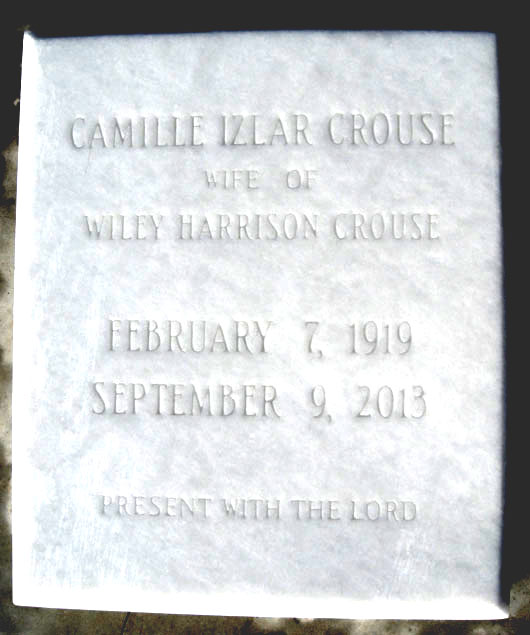 CAMILLE IZLAR CROUSE
WIFE OF
WILEY HARRISON CROUSE
FEBRUARY 7, 1919
SEPTEMBER 9, 2013
PRESENT WITH THE LORD